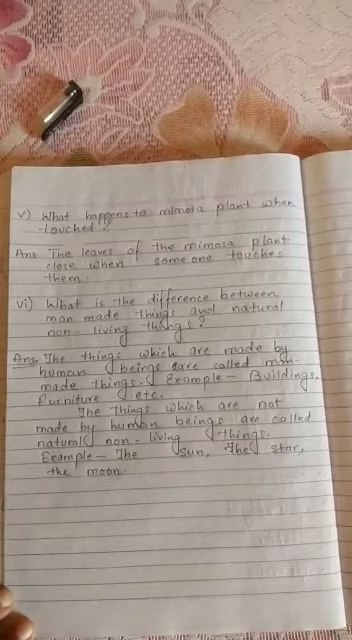 v) What happens to mimosa plant when
touched?
Ans. The leaves of the mimosa plant
close when some one touches
them.
vi) What is the difference between
man made things and natural
non-living things?
Ans. The things which are made by
human beings are called man-
made things. Example - Buildings,
furniture etc.
The things which are not
made by human beings are called
natural non-living things.
Example - The sun, The star,
the moon.